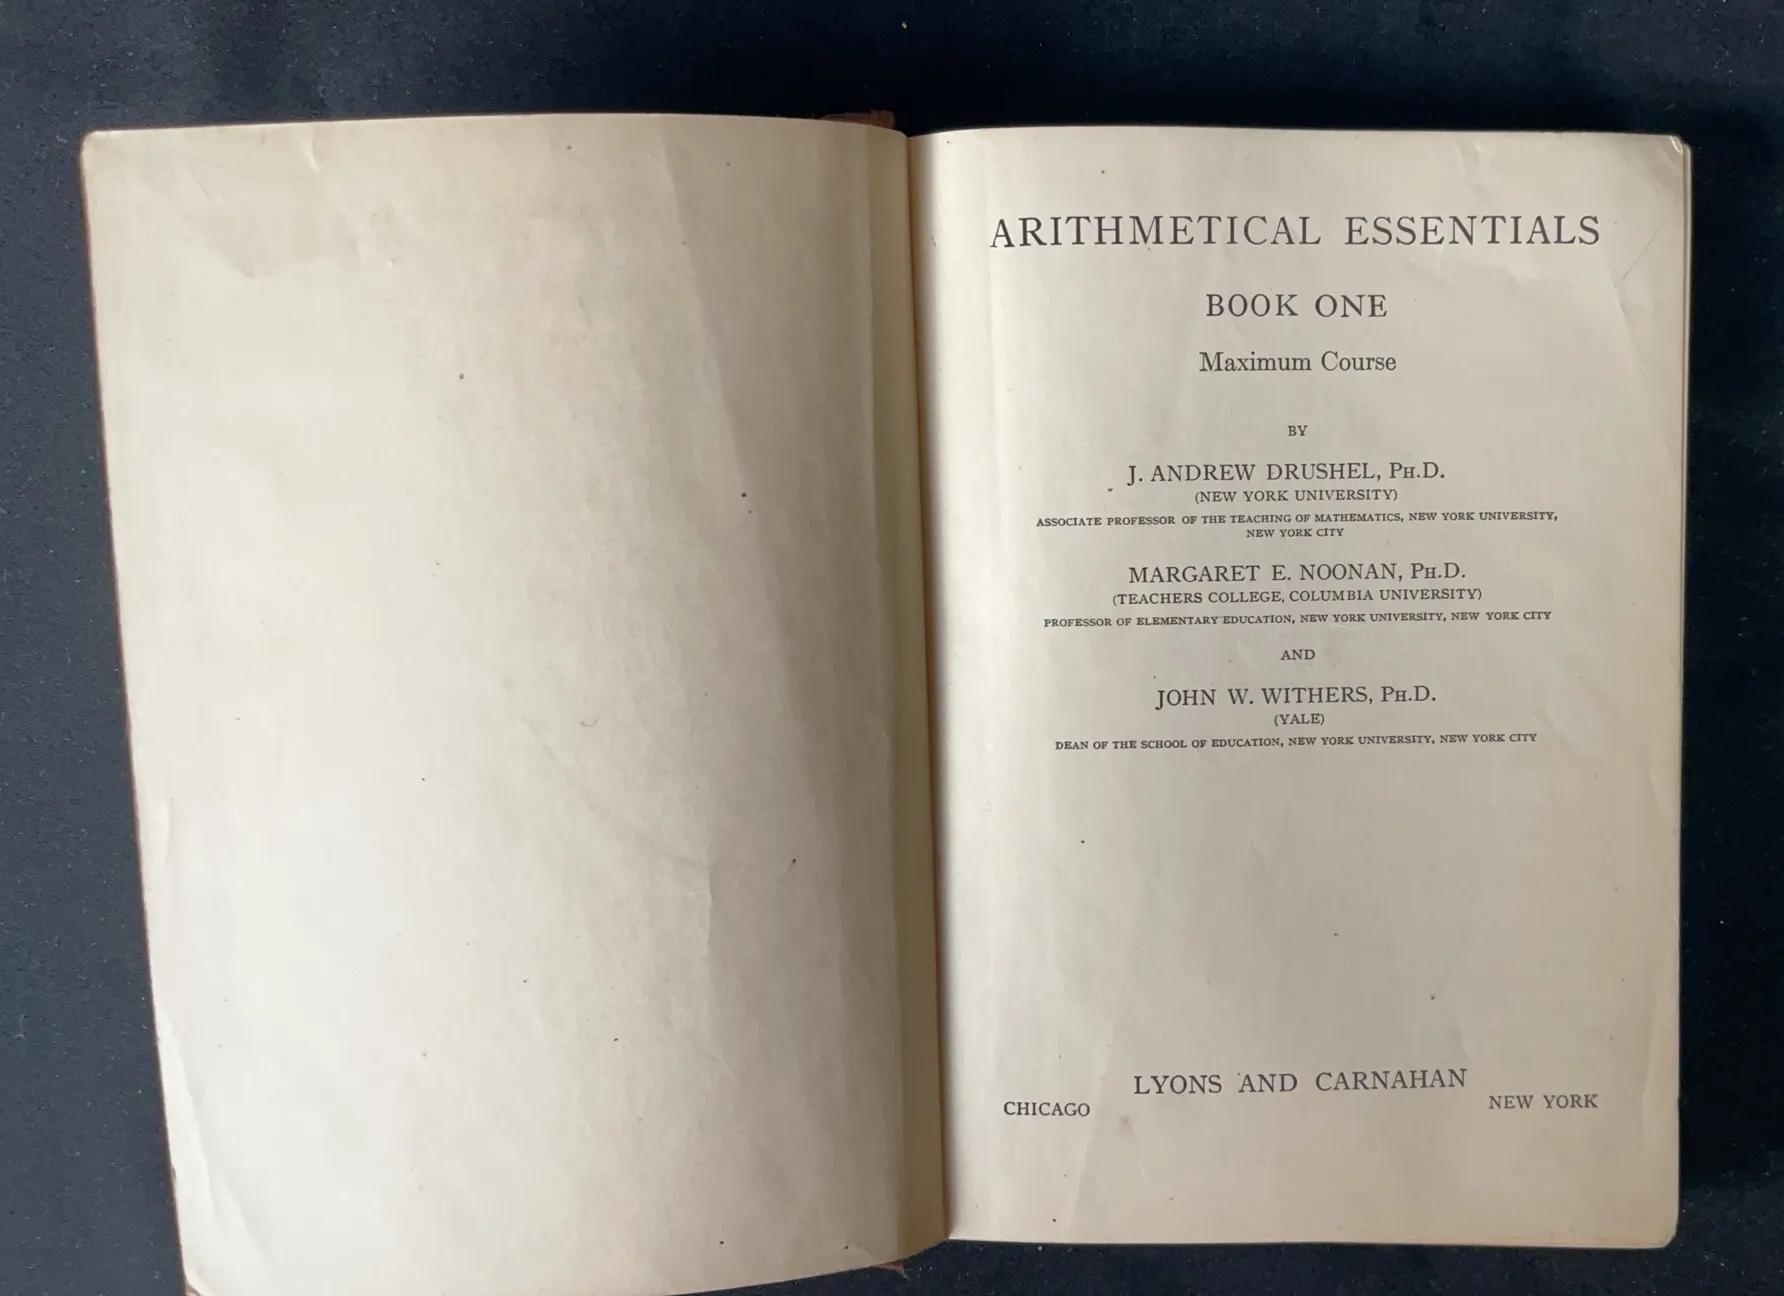 ARITHMETICAL ESSENTIALS
BOOK ONE
Maximum Course
BY
J. ANDREW DRUSHEL, PH.D.
(NEW YORK UNIVERSITY)
ASSOCIATE PROFESSOR OF THE TEACHING OF MATHEMATICS, NEW YORK UNIVERSITY,
NEW YORK CITY
MARGARET E. NOONAN, PH.D.
(TEACHERS COLLEGE, COLUMBIA UNIVERSITY)
PROFESSOR OF ELEMENTARY EDUCATION, NEW YORK UNIVERSITY, NEW YORK CITY
AND
JOHN W. WITHERS, PH.D.
(YALE)
DEAN OF THE SCHOOL OF EDUCATION, NEW YORK UNIVERSITY, NEW YORK CITY
LYONS AND CARNAHAN
CHICAGO NEW YORK